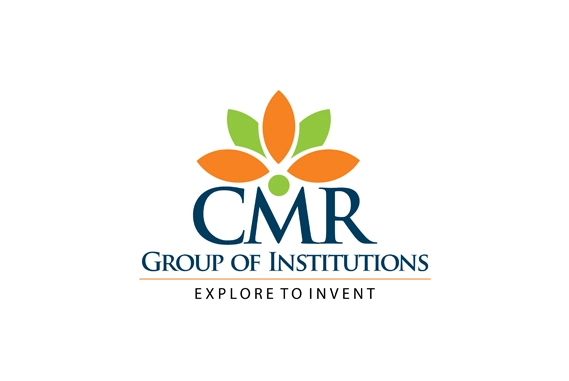 CMR
GROUP OF INSTITUTIONS
EXPLORE TO INVENT